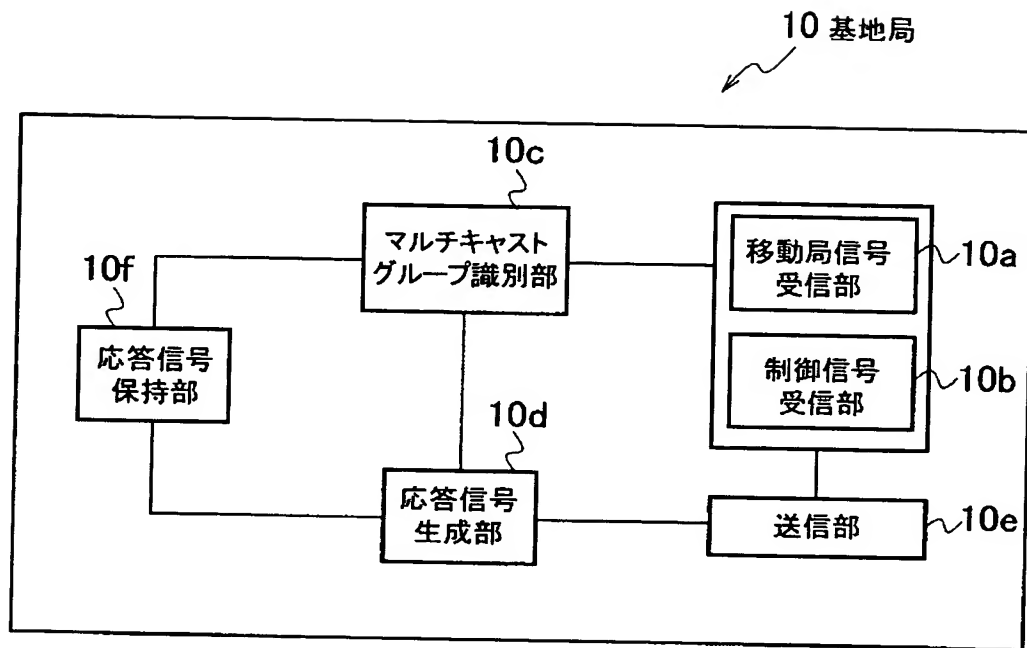 10 基地局
10c
マルチキャスト
グループ識別部
移動局信号
受信部
10a
10f
応答信号
保持部
制御信号
受信部
10b
10d
応答信号
生成部
送信部
10e